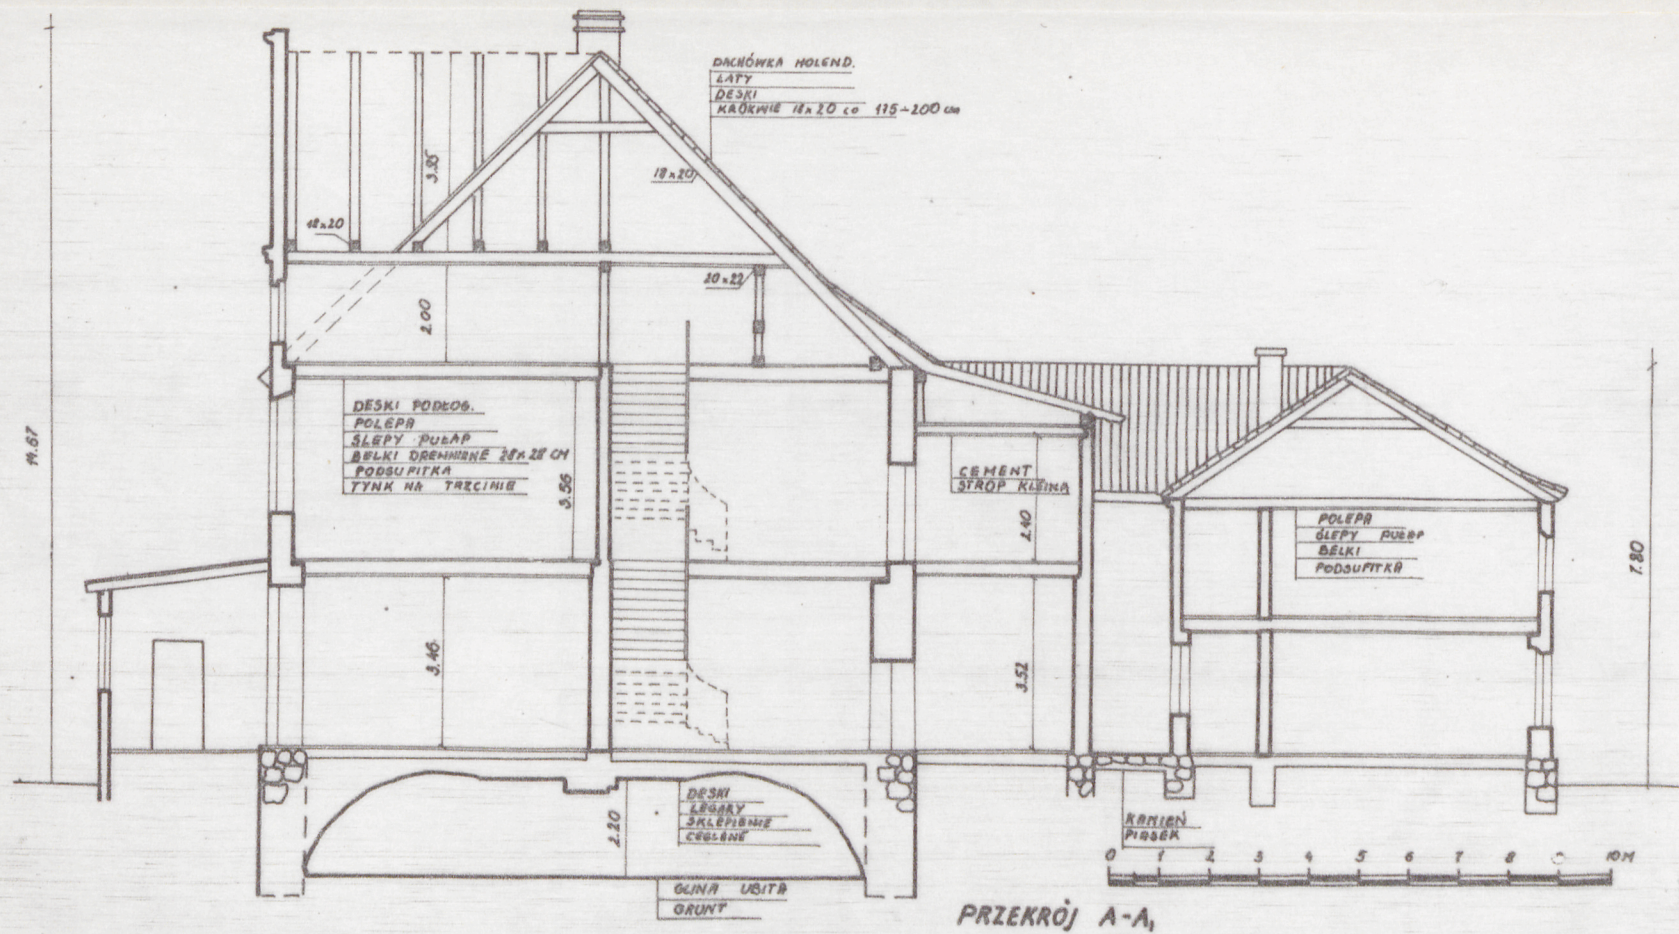 DACHÓWKA HOLEND.
ŁATY
DESKI
KROKWIE 18x20 co 175-200 cm
3.85
18x20
18x20
20x22
2.00
14.67
DESKI PODŁOG.
POLEPA
ŚLEPY PUŁAP
BELKI DREWNIANE 28x28 CM
PODSUFITKA
TYNK NA TRZCINIE
3.56
CEMENT
STROP KLEINA
2.40
POLEPA
ŚLEPY PUŁAP
BELKI
PODSUFITKA
7.80
3.46
3.52
DESKI
LEGARY
SKLEPIENIE
CEGLANE
2.20
KAMIEŃ
PIASEK
GLINA UBITA
GRUNT
0 1 2 3 4 5 6 7 8 9 10 M
PRZEKRÓJ A-A₁